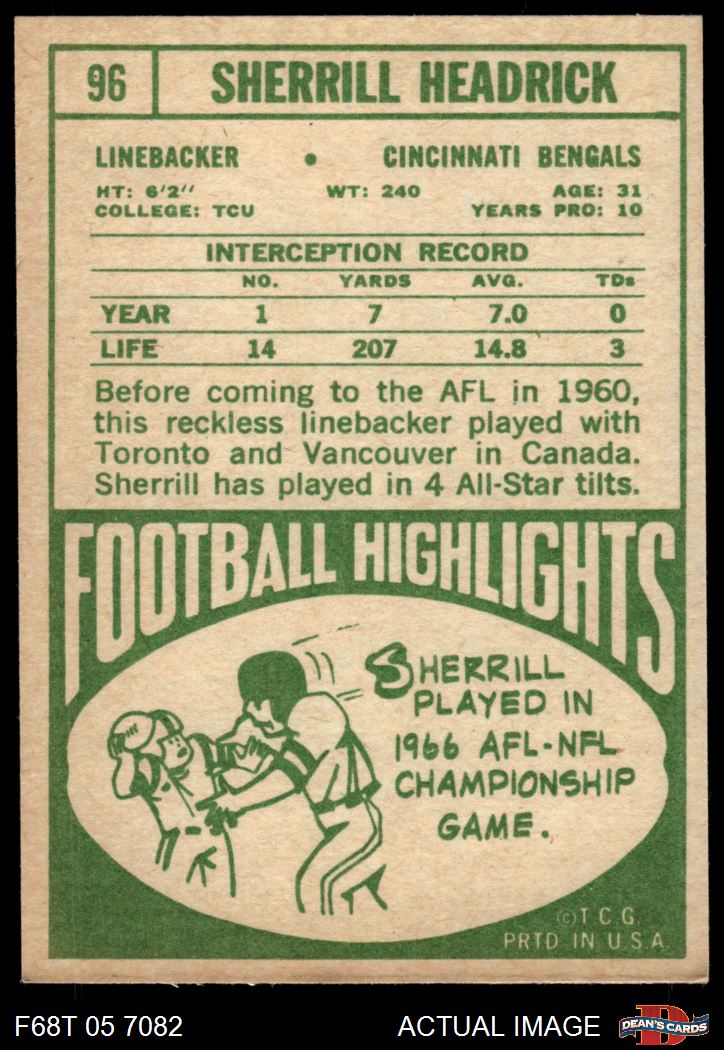 96 SHERRILL HEADRICK
LINEBACKER • CINCINNATI BENGALS
HT: 6'2" WT: 240 AGE: 31
COLLEGE: TCU YEARS PRO: 10
INTERCEPTION RECORD
NO. YARDS AVG. TDs
YEAR 1 7 7.0 0
LIFE 14 207 14.8 3
Before coming to the AFL in 1960,
this reckless linebacker played with
Toronto and Vancouver in Canada.
Sherrill has played in 4 All-Star tilts.
FOOTBALL HIGHLIGHTS
SHERRILL
PLAYED IN
1966 AFL-NFL
CHAMPIONSHIP
GAME.
©T C G
PRTD IN U.S.A
F68T 05 7082 ACTUAL IMAGE D DEAN'S CARDS